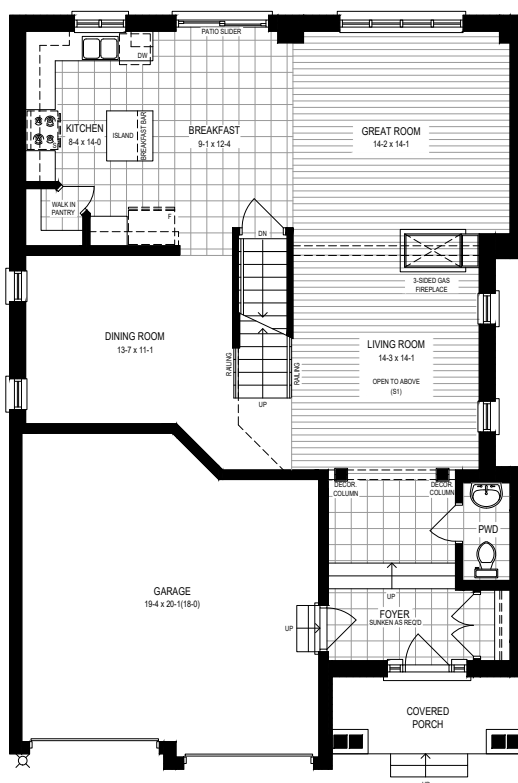 PATIO SLIDER
DW
KITCHEN
8-4 x 14-0
ISLAND
BREAKFAST BAR
BREAKFAST
9-1 x 12-4
GREAT ROOM
14-2 x 14-1
WALK IN
PANTRY
F
DN
3-SIDED GAS
FIREPLACE
DINING ROOM
13-7 x 11-1
RAILING
RAILING
LIVING ROOM
14-3 x 14-1
OPEN TO ABOVE
(S1)
UP
DECOR.
COLUMN
DECOR.
COLUMN
PWD
GARAGE
19-4 x 20-1(18-0)
UP
UP
FOYER
SUNKEN AS REQ'D
COVERED
PORCH